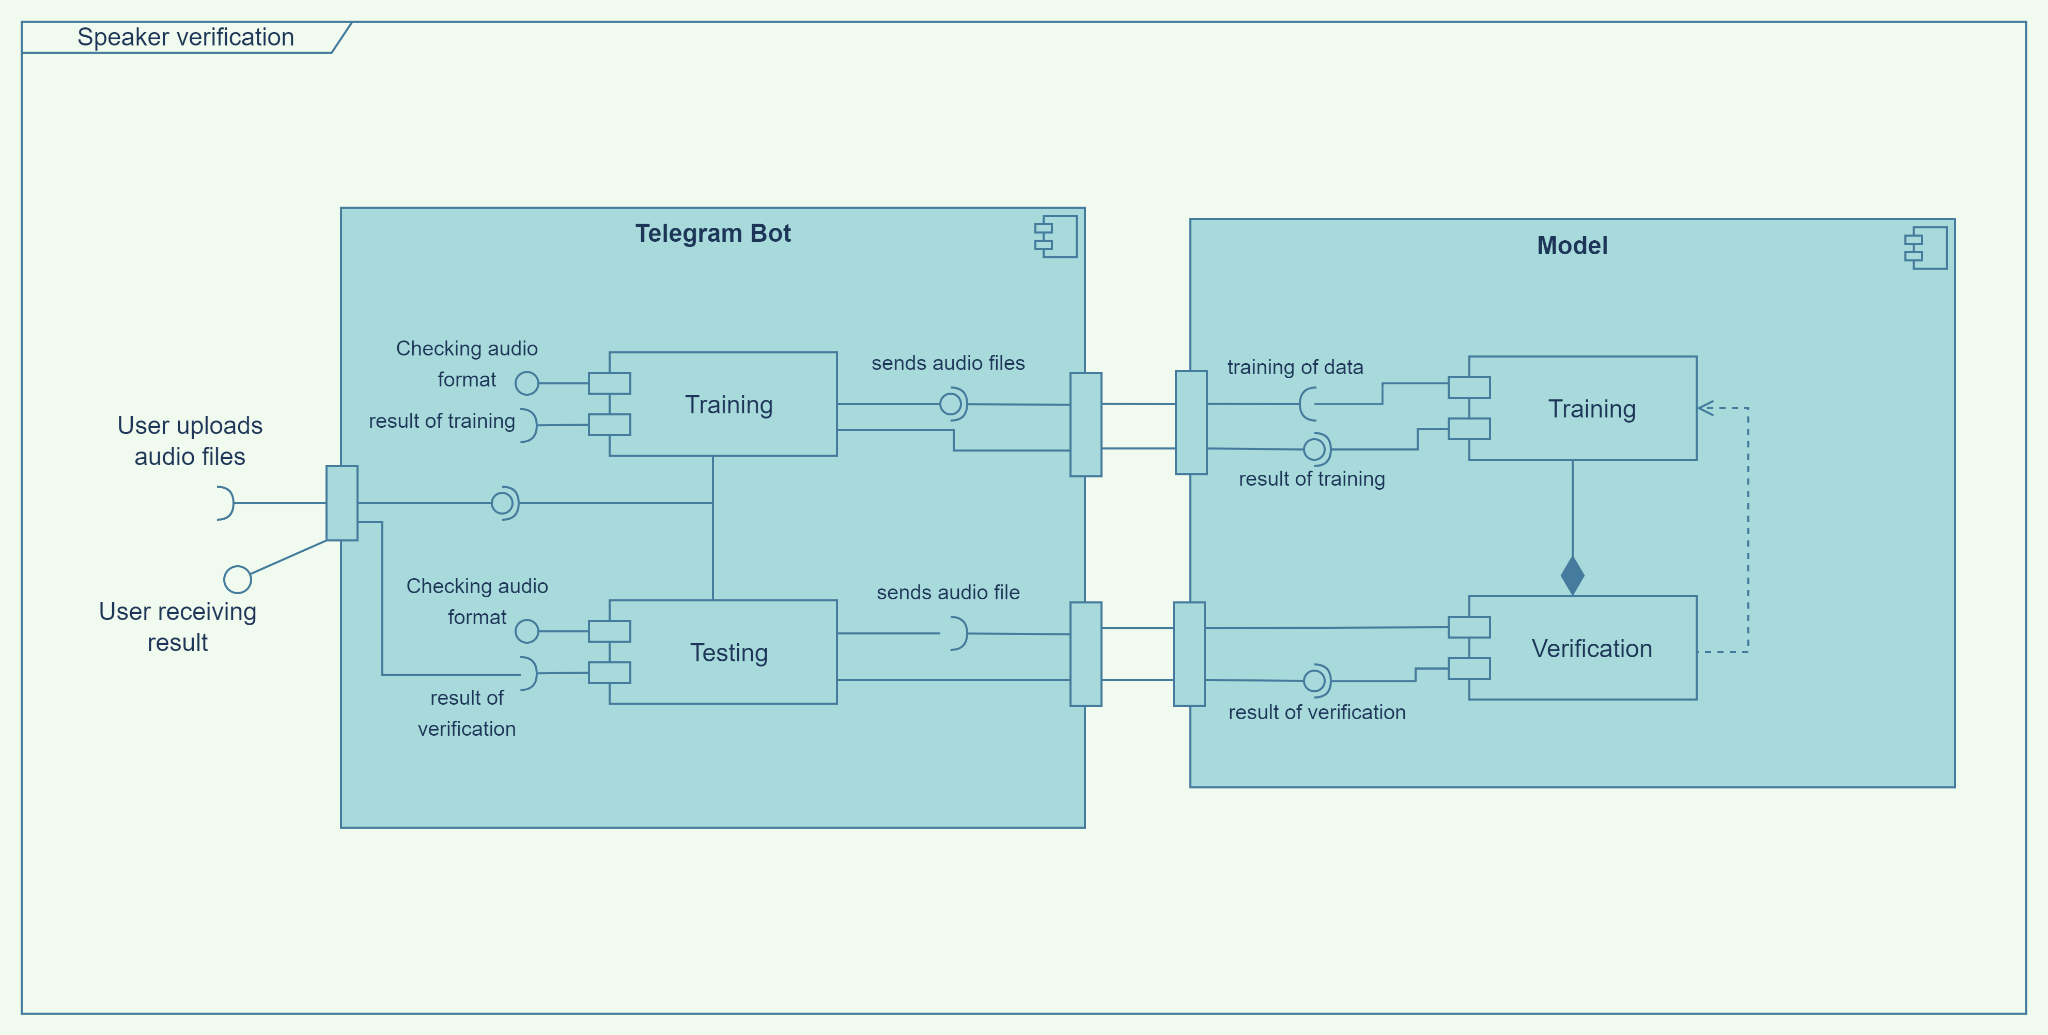 Speaker verification
Telegram Bot
Model
Checking audio
format
result of training
Training
sends audio files
training of data
result of training
Training
User uploads
audio files
User receiving
result
Checking audio
format
result of
verification
Testing
sends audio file
result of verification
Verification